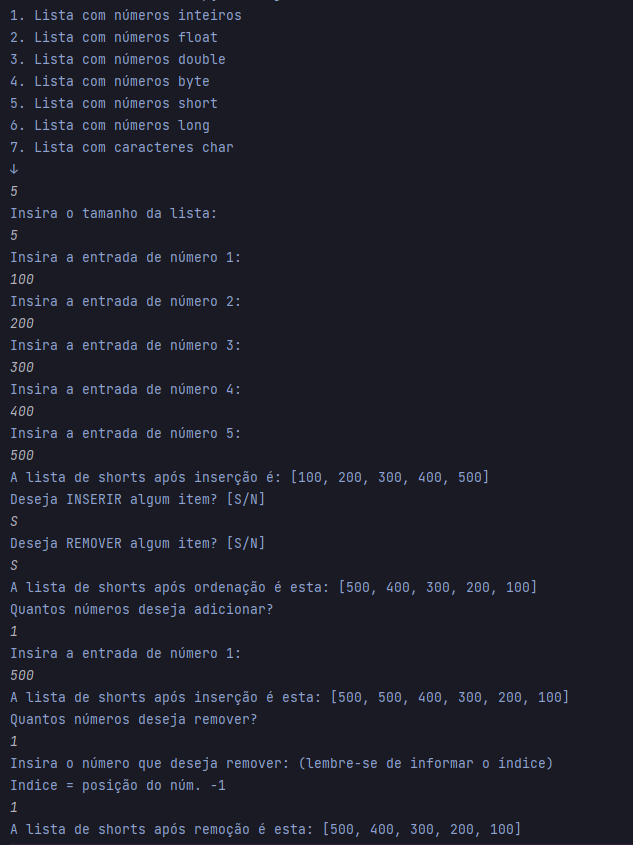 1. Lista com números inteiros
2. Lista com números float
3. Lista com números double
4. Lista com números byte
5. Lista com números short
6. Lista com números long
7. Lista com caracteres char
↓
5
Insira o tamanho da lista:
5
Insira a entrada de número 1:
100
Insira a entrada de número 2:
200
Insira a entrada de número 3:
300
Insira a entrada de número 4:
400
Insira a entrada de número 5:
500
A lista de shorts após inserção é: [100, 200, 300, 400, 500]
Deseja INSERIR algum item? [S/N]
S
Deseja REMOVER algum item? [S/N]
S
A lista de shorts após ordenação é esta: [500, 400, 300, 200, 100]
Quantos números deseja adicionar?
1
Insira a entrada de número 1:
500
A lista de shorts após inserção é esta: [500, 500, 400, 300, 200, 100]
Quantos números deseja remover?
1
Insira o número que deseja remover: (lembre-se de informar o índice)
Indice = posição do núm. -1
1
A lista de shorts após remoção é esta: [500, 400, 300, 200, 100]